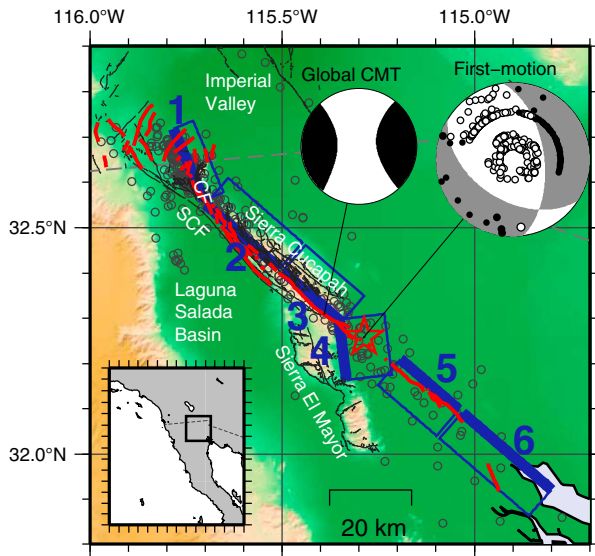 116.0°W
115.5°W
115.0°W
Imperial
Valley
Global CMT
First−motion
1
CF
SCF
Sierra Cucapah
32.5°N
2
Laguna
Salada
Basin
3
4
5
Sierra El Mayor
6
32.0°N
20 km